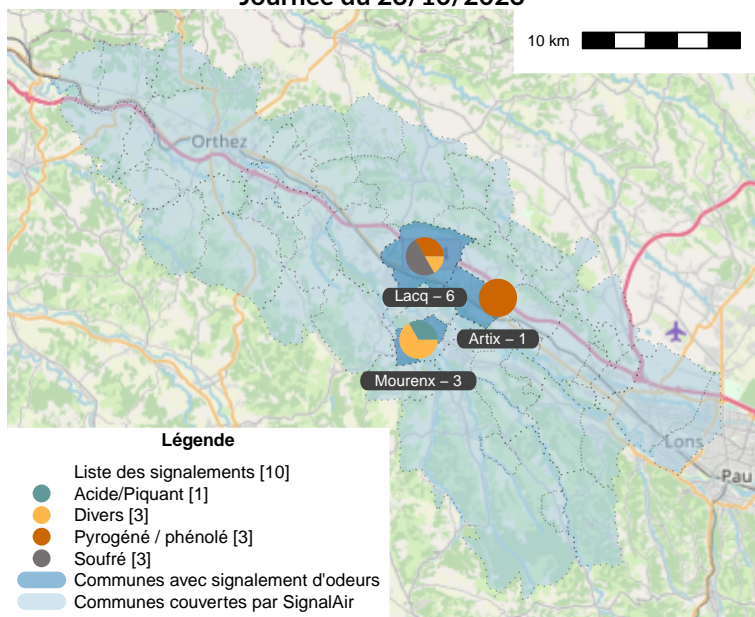 10 km
Orthez
Lacq – 6
Artix – 1
Mourenx – 3
Lons
Pau
Légende
Liste des signalements [10]
Acide/Piquant [1]
Divers [3]
Pyrogéné / phénolé [3]
Soufré [3]
Communes avec signalement d'odeurs
Communes couvertes par SignalAir